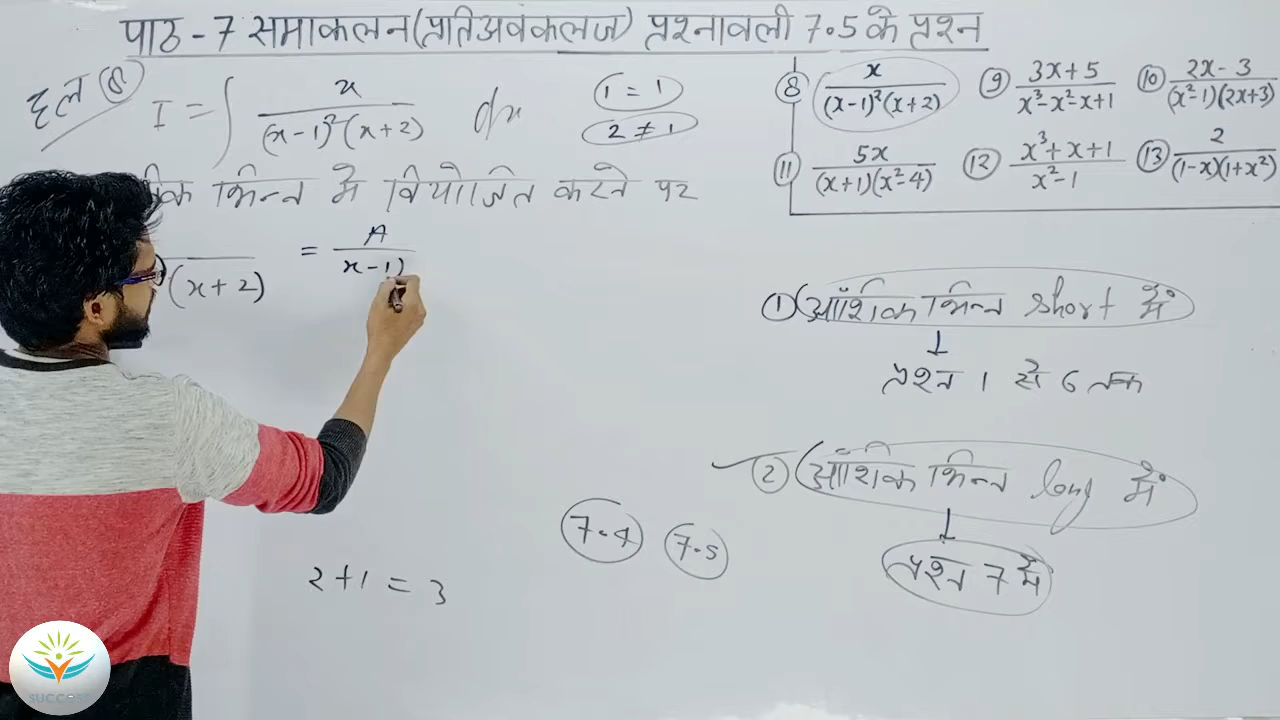 पाठ - 7 समाकलन (प्रतिअवकलज) प्रश्नावली 7.5 के प्रश्न
हल ⑧
I = ∫ x/((x-1)²(x+2)) dx
1 = 1
2 ≠ 1
⑧ x/((x-1)²(x+2)) ⑨ (3x+5)/(x³-x²-x+1) ⑩ (2x-3)/((x²-1)(2x+3))
⑪ 5x/((x+1)(x²-4)) ⑫ (x³+x+1)/(x²-1) ⑬ 2/((1-x)(1+x²))
भिन्न में वियोजित करने पर
(x+2) = A/(x-1)
① (आँशिक भिन्न short में)
↓
प्रश्न 1 से 6 तक
② (आँशिक भिन्न long में
↓
प्रश्न 7 में
7.4 7.5
2+1 = 3
SUCCESS